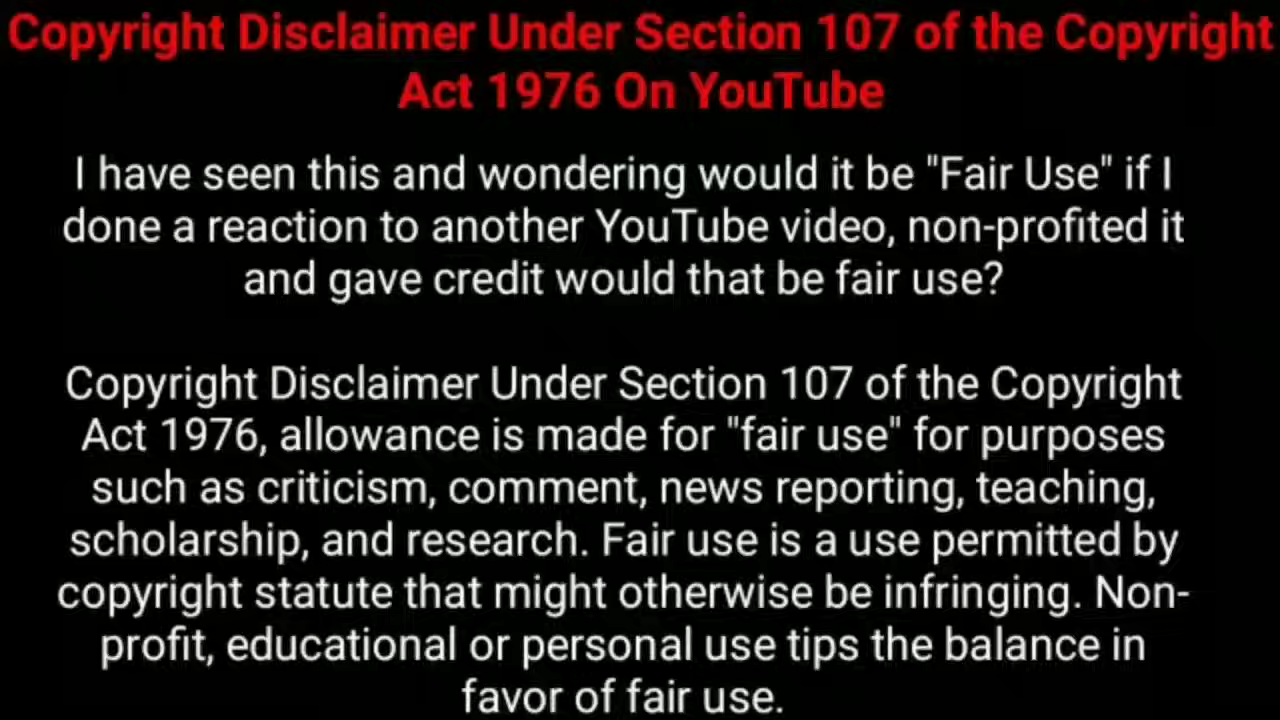 Copyright Disclaimer Under Section 107 of the Copyright
Act 1976 On YouTube
I have seen this and wondering would it be "Fair Use" if I
done a reaction to another YouTube video, non-profited it
and gave credit would that be fair use?
Copyright Disclaimer Under Section 107 of the Copyright
Act 1976, allowance is made for "fair use" for purposes
such as criticism, comment, news reporting, teaching,
scholarship, and research. Fair use is a use permitted by
copyright statute that might otherwise be infringing. Non-
profit, educational or personal use tips the balance in
favor of fair use.